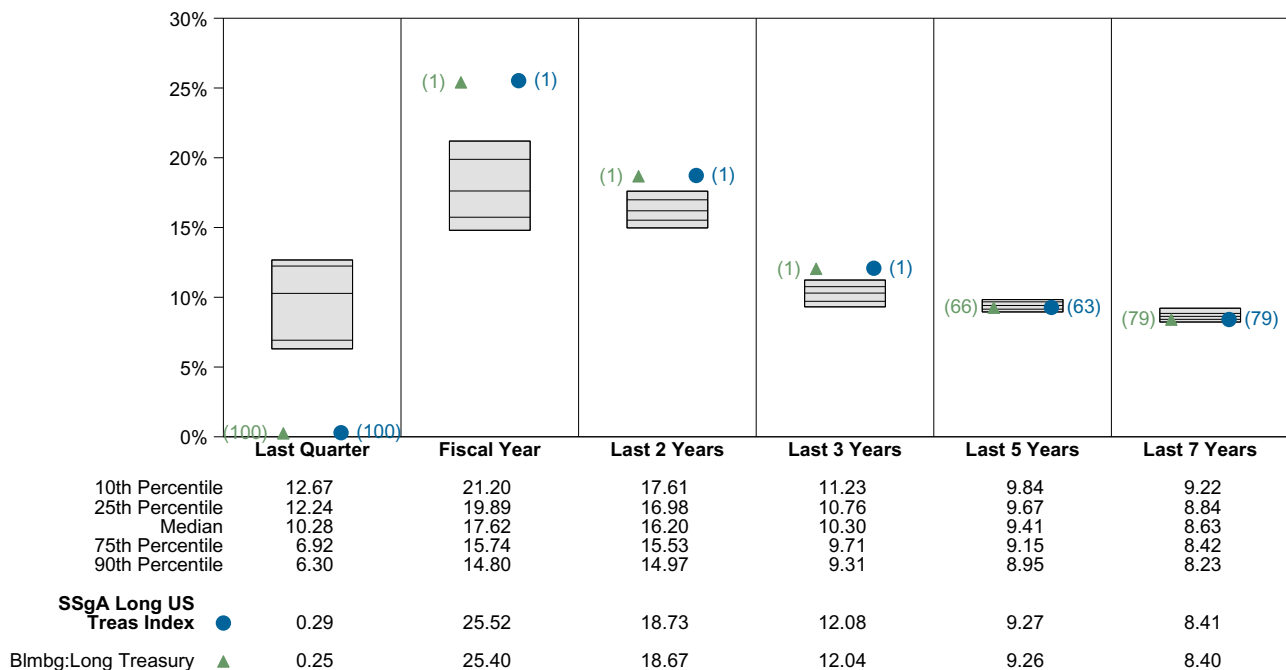 30%
25%
20%
15%
10%
5%
0%
(1) (1)
(1) (1)
(1) (1)
(66) (63)
(79) (79)
(100) (100)
Last Quarter Fiscal Year Last 2 Years Last 3 Years Last 5 Years Last 7 Years
10th Percentile 12.67 21.20 17.61 11.23 9.84 9.22
25th Percentile 12.24 19.89 16.98 10.76 9.67 8.84
Median 10.28 17.62 16.20 10.30 9.41 8.63
75th Percentile 6.92 15.74 15.53 9.71 9.15 8.42
90th Percentile 6.30 14.80 14.97 9.31 8.95 8.23
SSgA Long US
Treas Index 0.29 25.52 18.73 12.08 9.27 8.41
Blmbg:Long Treasury 0.25 25.40 18.67 12.04 9.26 8.40